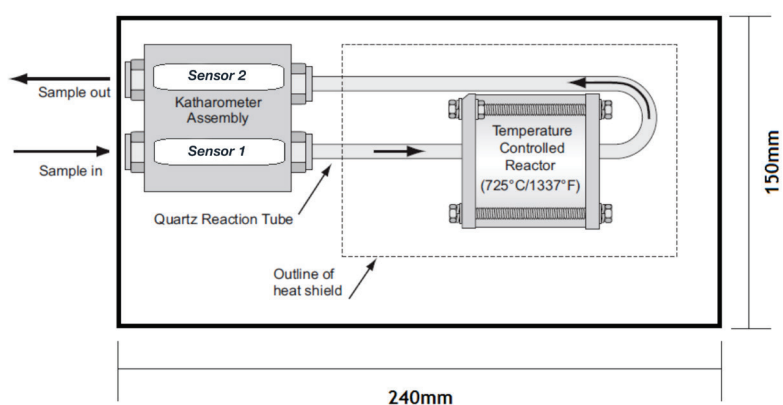 Sensor 2
Sample out
Katharometer
Assembly
Sensor 1
Sample in
Temperature
Controlled
Reactor
(725°C/1337°F)
Quartz Reaction Tube
Outline of
heat shield
150mm
240mm